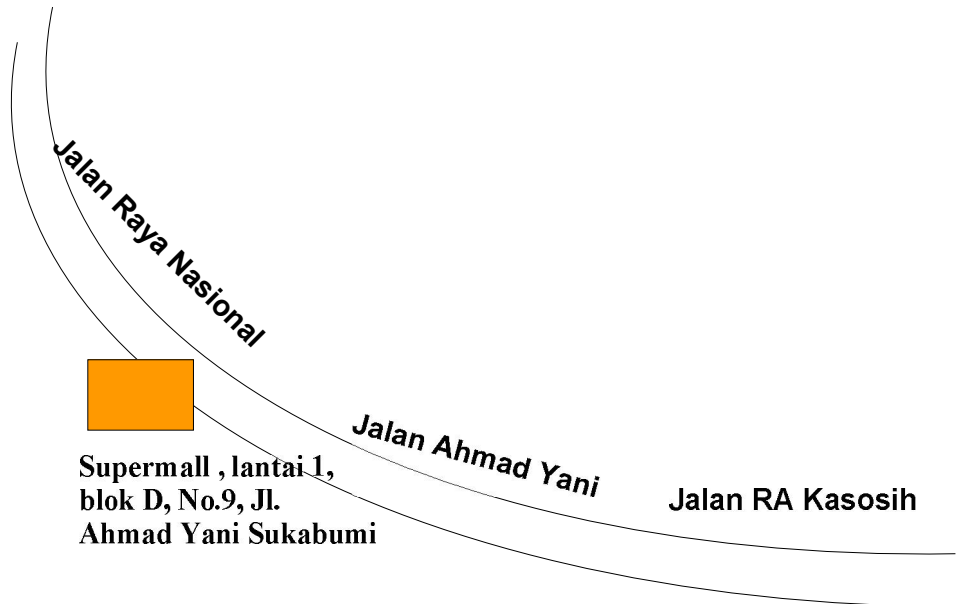 Jalan Raya Nasional
Jalan Ahmad Yani
Jalan RA Kasosih
Supermall , lantai 1,
blok D, No.9, Jl.
Ahmad Yani Sukabumi